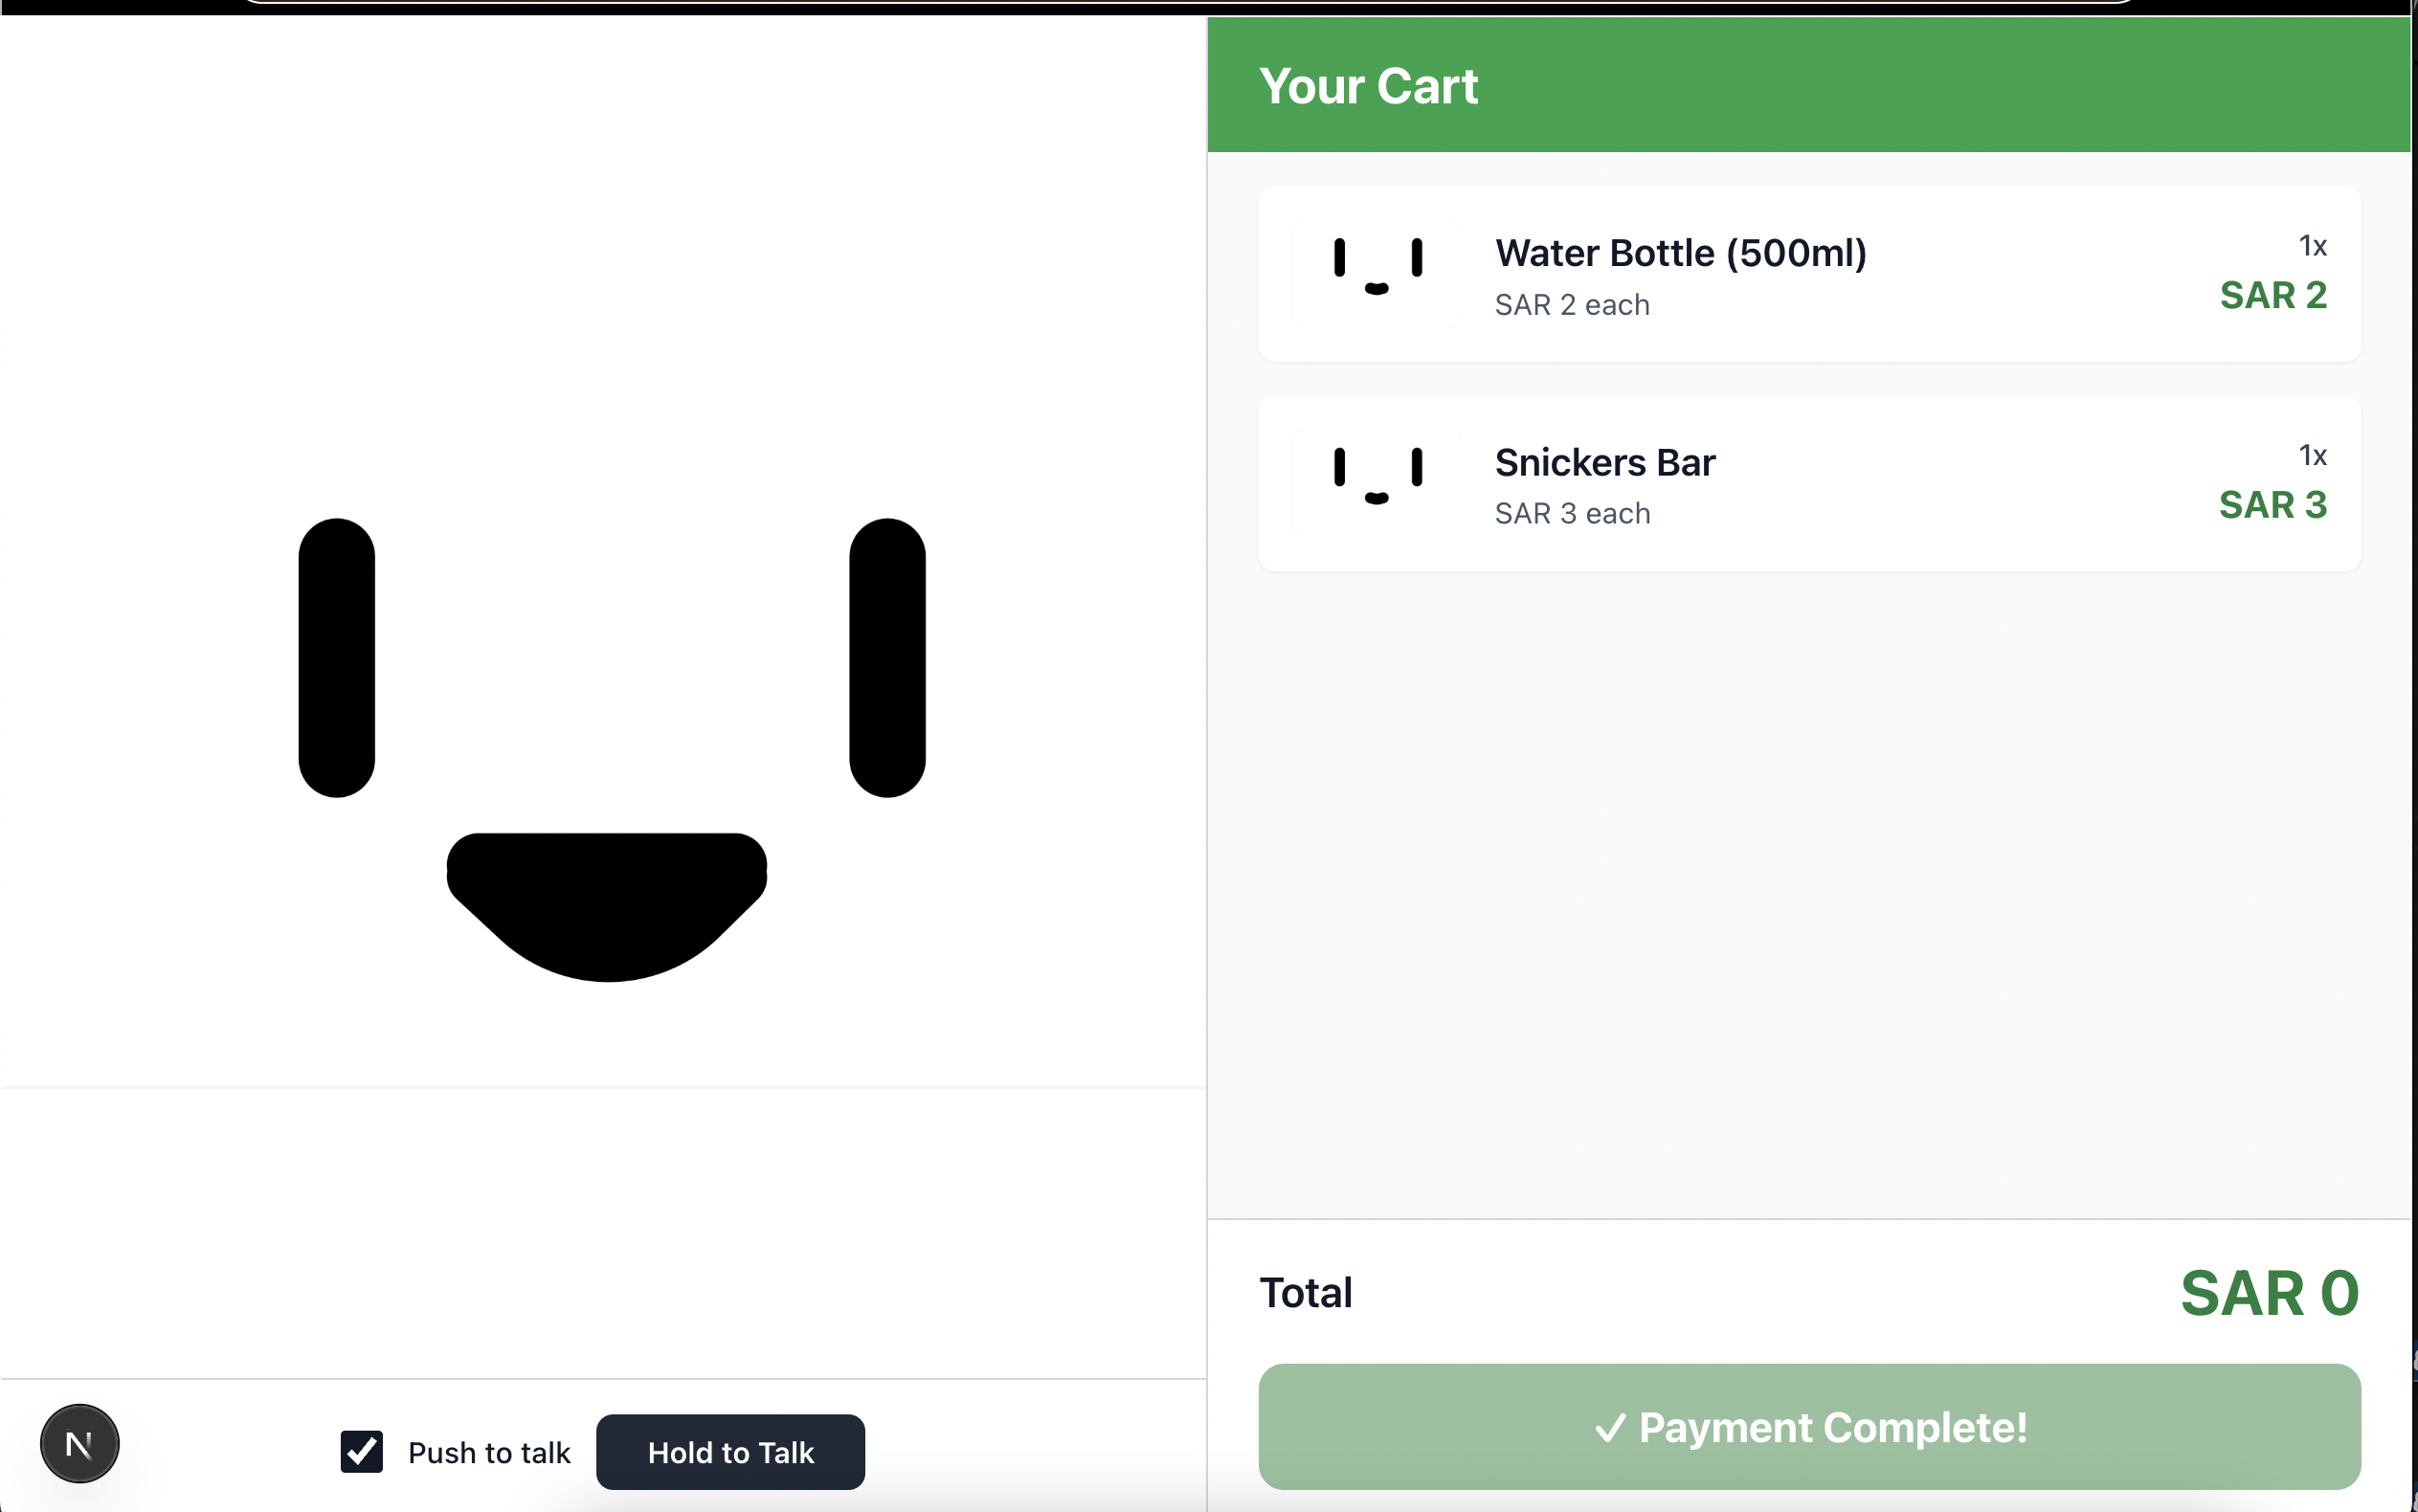 Your Cart
Water Bottle (500ml)
SAR 2 each
1x
SAR 2
Snickers Bar
SAR 3 each
1x
SAR 3
Total
SAR 0
✓ Payment Complete!
N
Push to talk
Hold to Talk